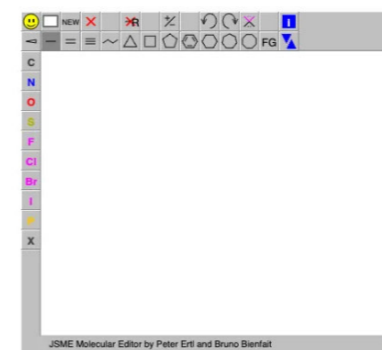 NEW R +/- i
FG
C
N
O
S
F
Cl
Br
I
P
X
JSME Molecular Editor by Peter Ertl and Bruno Bienfait